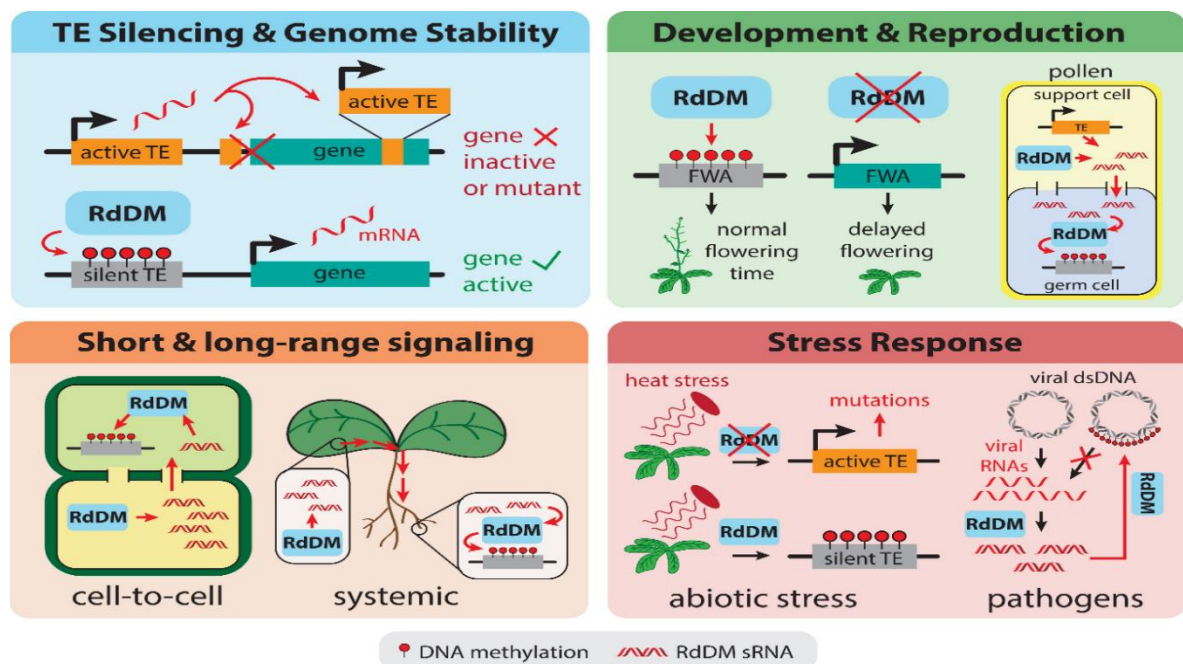 TE Silencing & Genome Stability
active TE
active TE
gene
gene ✗
inactive
or mutant
RdDM
silent TE
mRNA
gene
gene ✓
active
Development & Reproduction
RdDM
RdDM
FWA
FWA
normal
flowering
time
delayed
flowering
pollen
support cell
TE
RdDM
RdDM
germ cell
Short & long-range signaling
RdDM
RdDM
cell-to-cell
RdDM
RdDM
systemic
Stress Response
heat stress
RdDM
mutations
active TE
RdDM
silent TE
abiotic stress
viral dsDNA
viral
RNAs
RdDM
RdDM
pathogens
DNA methylation
RdDM sRNA